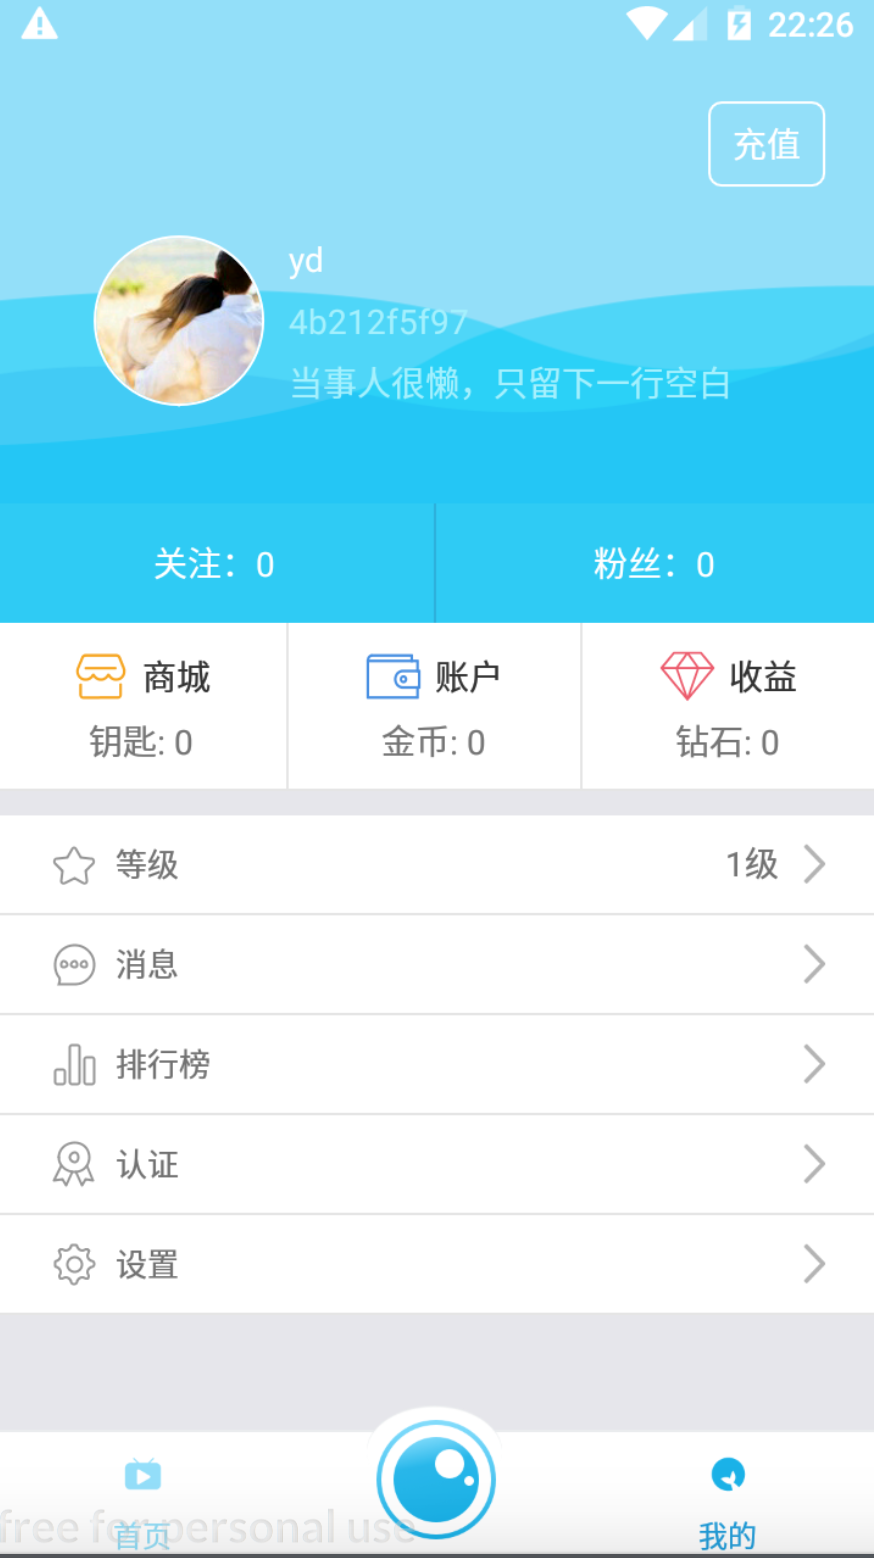 22:26
充值
yd
4b212f5f97
当事人很懒，只留下一行空白
关注：0
粉丝：0
商城
账户
收益
钥匙: 0
金币: 0
钻石: 0
等级
1级
消息
排行榜
认证
设置
free for personal use
首页
我的